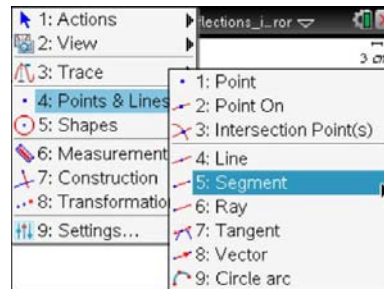 1: Actions
2: View
3: Trace
4: Points & Lines
5: Shapes
6: Measurement
7: Construction
8: Transformatio
9: Settings...
lections_i...ror
1: Point
2: Point On
3: Intersection Point(s)
4: Line
5: Segment
6: Ray
7: Tangent
8: Vector
9: Circle arc